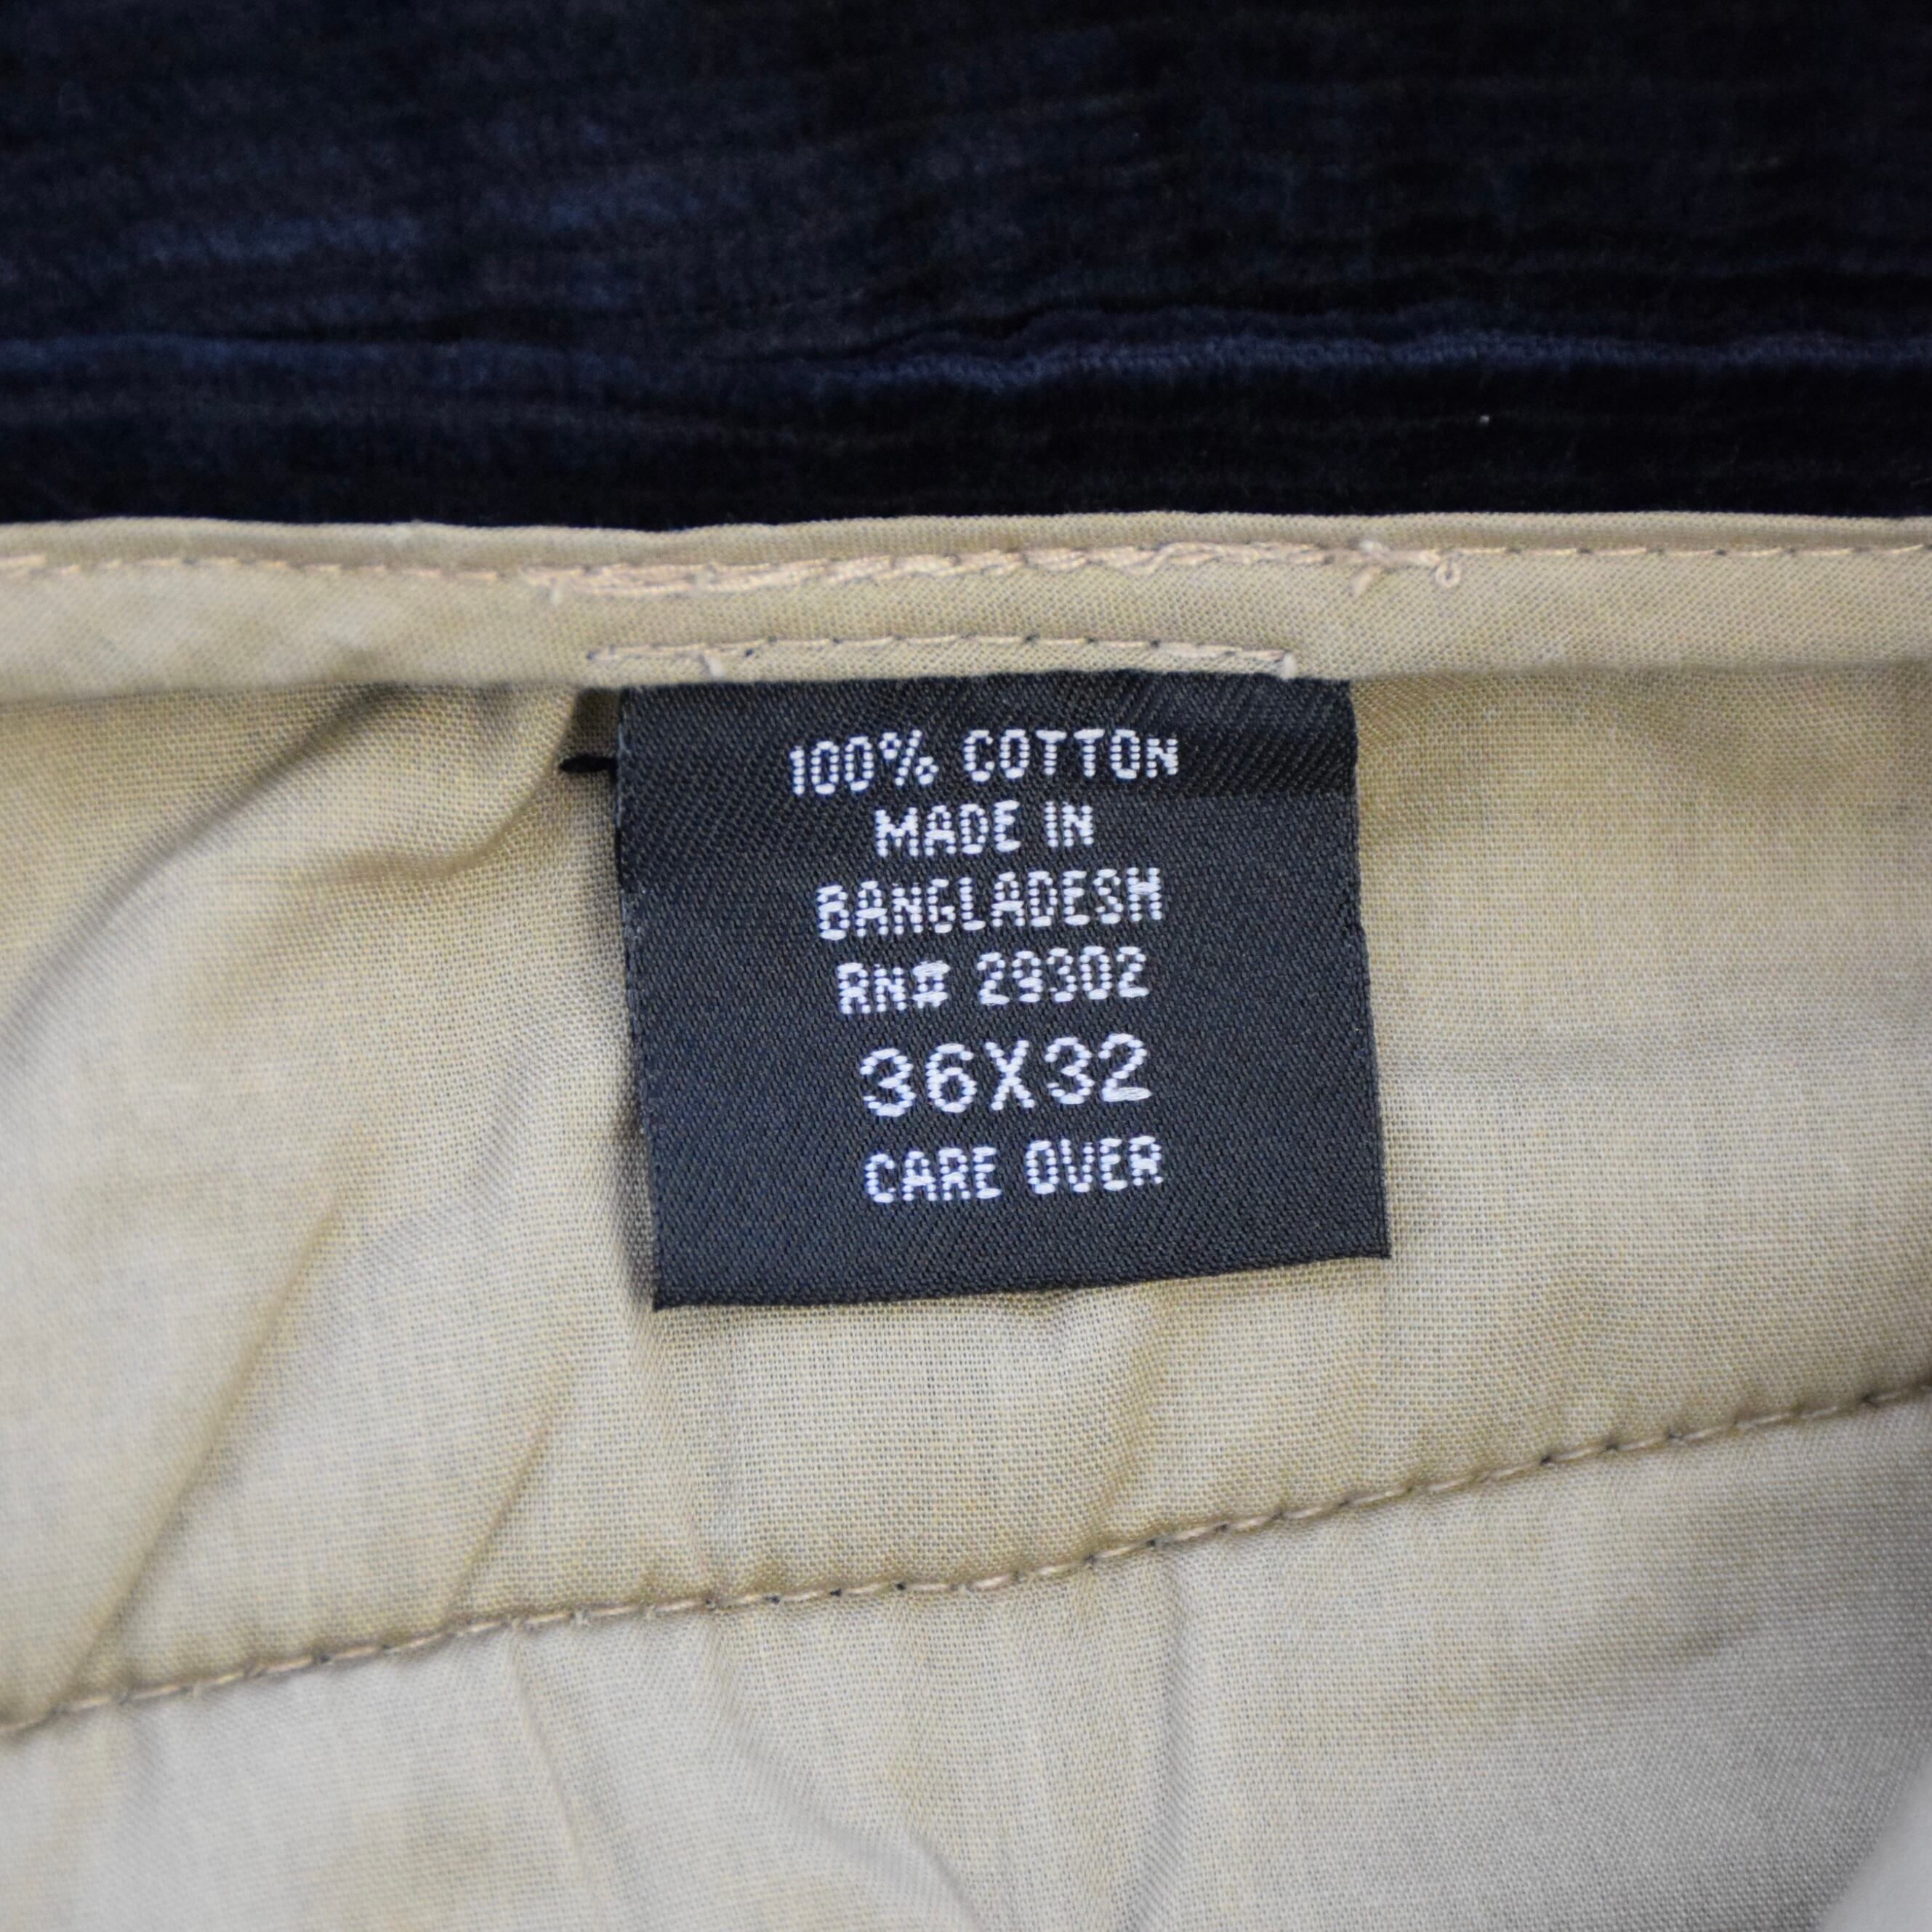 100% COTTON
MADE IN
BANGLADESH
RN# 29302
36X32
CARE OVER